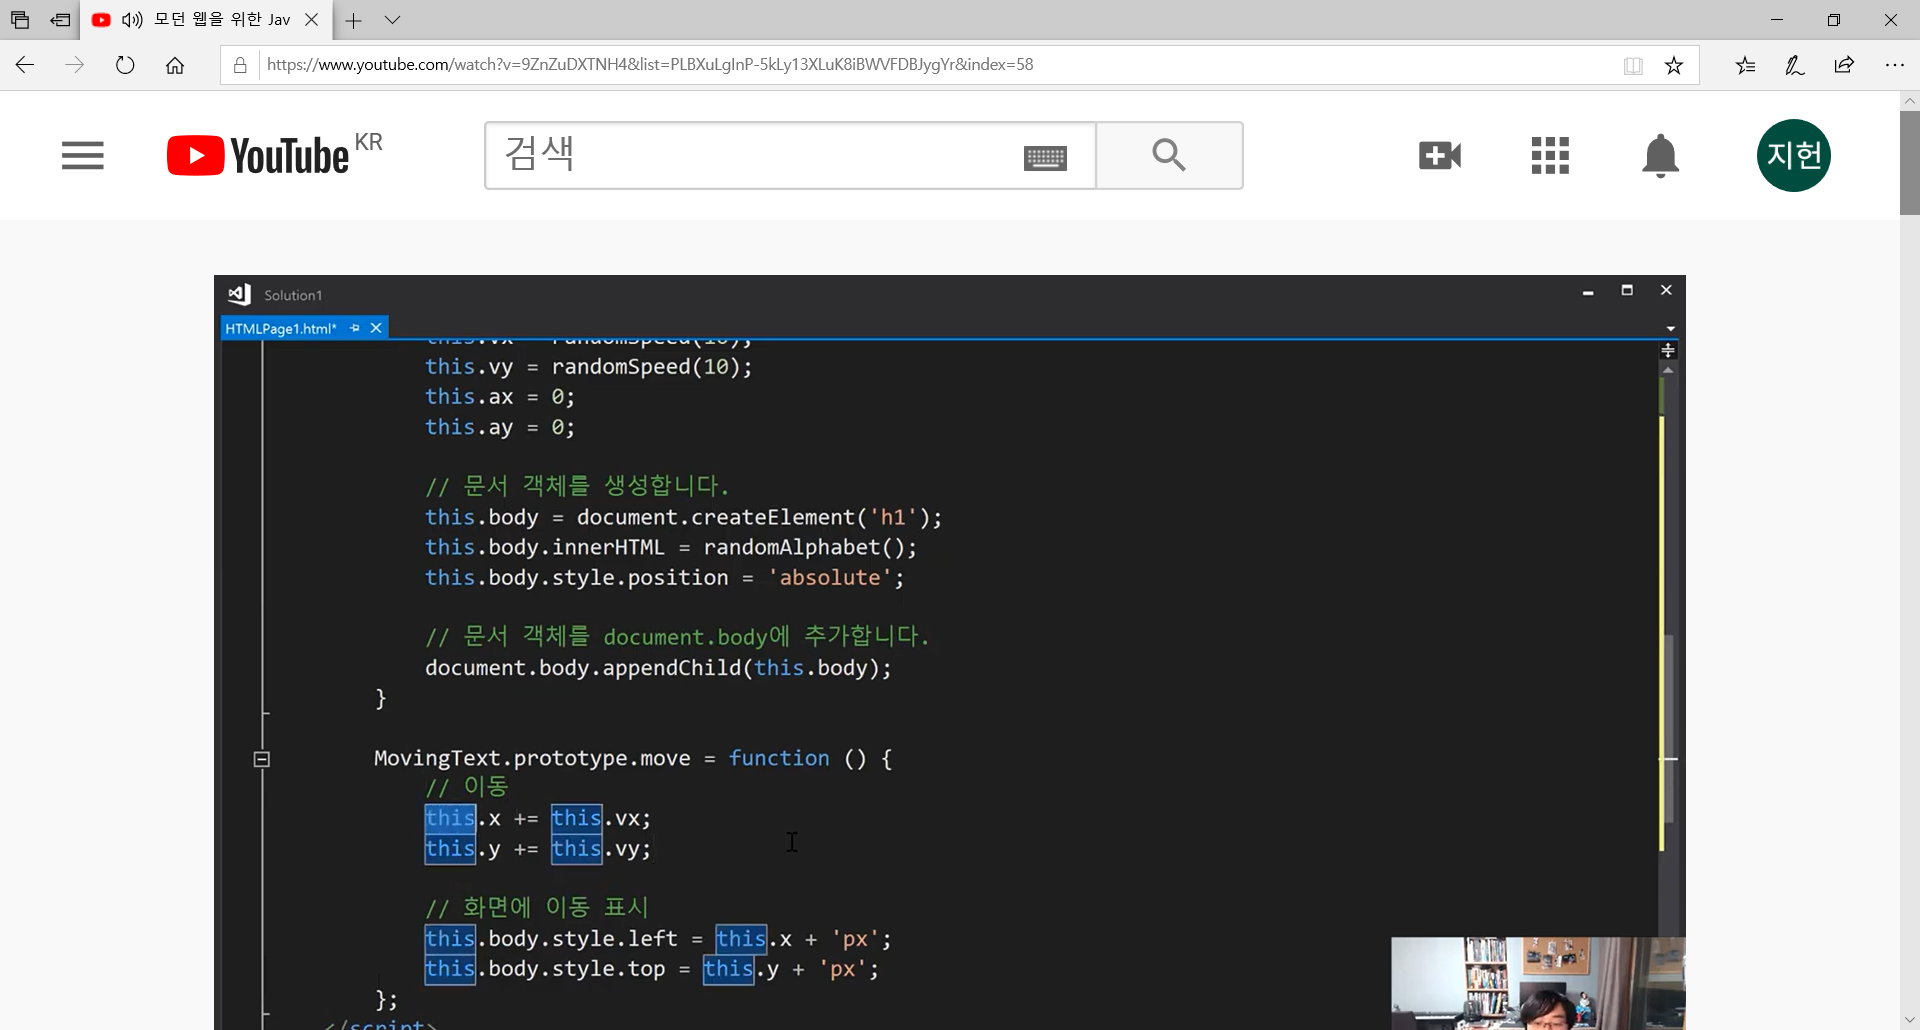 모던 웹을 위한 Jav
https://www.youtube.com/watch?v=9ZnZuDXTNH4&list=PLBXuLgInP-5kLy13XLuK8iBWVFDBJygYr&index=58
YouTube KR
검색
지헌
Solution1
HTMLPage1.html*
this.vx = randomSpeed(10);
this.vy = randomSpeed(10);
this.ax = 0;
this.ay = 0;
// 문서 객체를 생성합니다.
this.body = document.createElement('h1');
this.body.innerHTML = randomAlphabet();
this.body.style.position = 'absolute';
// 문서 객체를 document.body에 추가합니다.
document.body.appendChild(this.body);
}
MovingText.prototype.move = function () {
// 이동
this.x += this.vx;
this.y += this.vy;
// 화면에 이동 표시
this.body.style.left = this.x + 'px';
this.body.style.top = this.y + 'px';
};
</script>